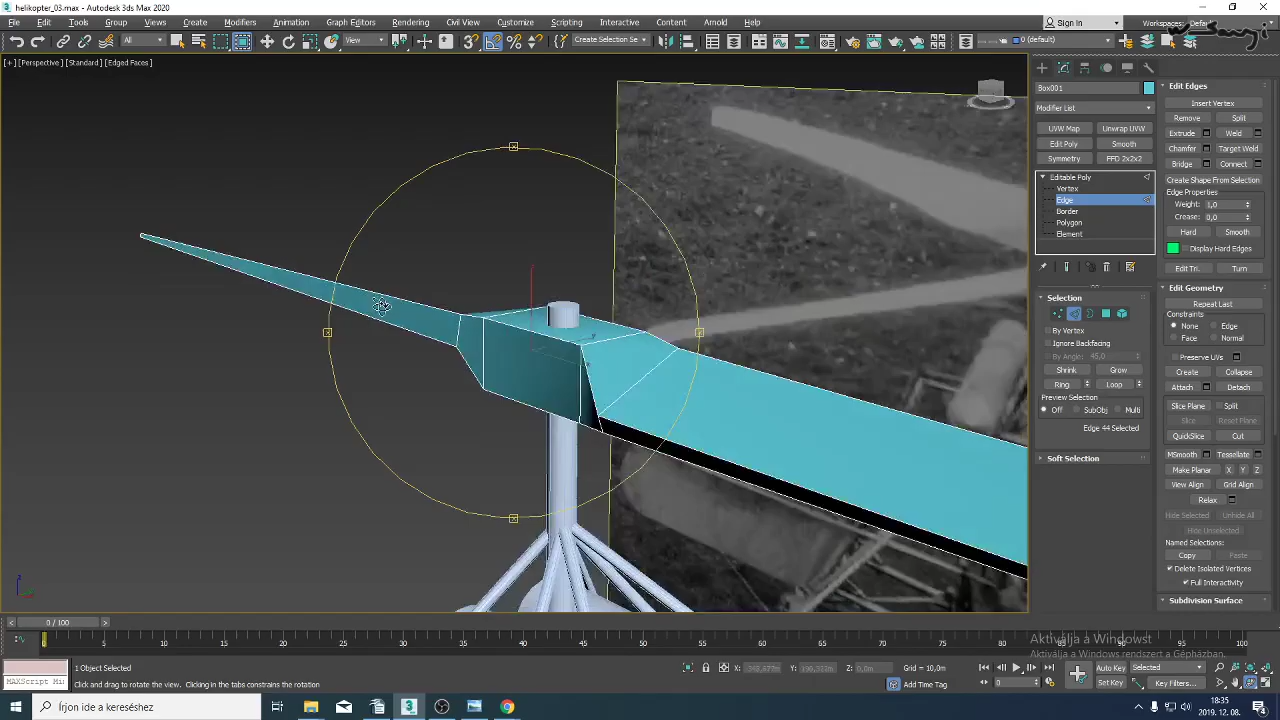 helikopter_03.max - Autodesk 3ds Max 2020
File Edit Tools Group Views Create Modifiers Animation Graph Editors Rendering Civil View Customize Scripting Interactive Content Arnold Help
Sign In Workspaces: Default
All View Create Selection Se 0 (default)
[+] [Perspective] [Standard] [Edged Faces]
Box001
Modifier List
UVW Map Unwrap UVW
Edit Poly Smooth
Symmetry FFD 2x2x2
Editable Poly
Vertex
Edge
Border
Polygon
Element
Selection
By Vertex
Ignore Backfacing
By Angle: 45,0
Shrink Grow
Ring Loop
Preview Selection
Off SubObj Multi
Edge 44 Selected
Soft Selection
Edit Edges
Insert Vertex
Remove Split
Extrude Weld
Chamfer Target Weld
Bridge Connect
Create Shape From Selection
Edge Properties
Weight: 1,0
Crease: 0,0
Hard Smooth
Display Hard Edges
Edit Tri. Turn
Edit Geometry
Repeat Last
Constraints
None Edge
Face Normal
Preserve UVs
Create Collapse
Attach Detach
Slice Plane Split
Slice Reset Plane
QuickSlice Cut
MSmooth Tessellate
Make Planar X Y Z
View Align Grid Align
Relax
Hide Selected Unhide All
Hide Unselected
Named Selections:
Copy Paste
Delete Isolated Vertices
Full Interactivity
Subdivision Surface
0 / 100
0 5 10 15 20 25 30 35 40 45 50 55 60 65 70 75 80 85 90 95 100
Aktiválja a Windowst
Aktiválja a Windows rendszert a Gépházban.
1 Object Selected
Click and drag to rotate the view. Clicking in the tabs constrains the rotation
MAXScript Mi
Grid = 10,0m
Add Time Tag
Auto Key Selected
Set Key Key Filters...
0
Írjon ide a kereséshez
18:35
2019. 12. 08.